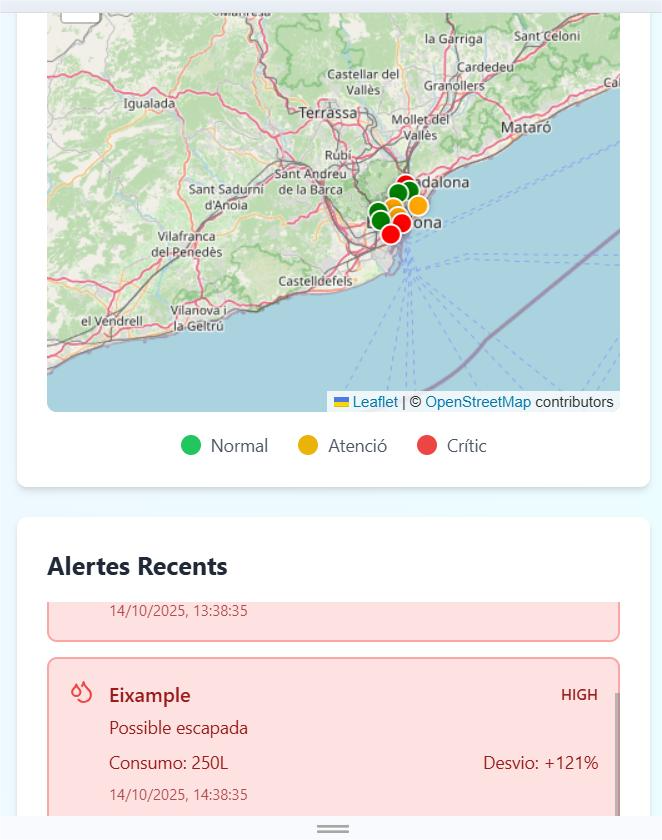 Manresa
la Garriga
Sant Celoni
Cardedeu
Castellar del
Vallès
Granollers
Igualada
Terrassa
Mollet del
Vallès
Mataró
Rubí
Sant Andreu
de la Barca
Sant Sadurní
d'Anoia
Vilafranca
del Penedès
Castelldefels
Vilanova i
la Geltrú
el Vendrell
Leaflet | © OpenStreetMap contributors
Normal
Atenció
Crític
Alertes Recents
14/10/2025, 13:38:35
Eixample
HIGH
Possible escapada
Consumo: 250L
Desvio: +121%
14/10/2025, 14:38:35